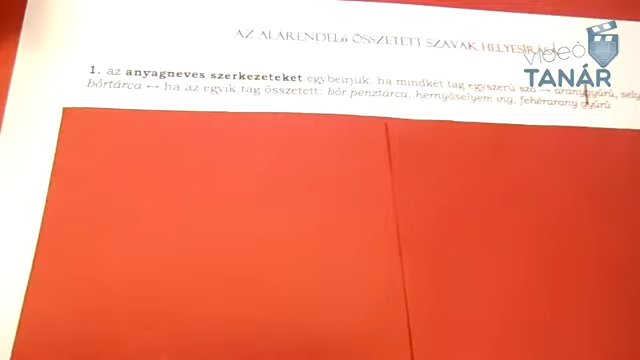 AZ ALÁRENDELő ÖSSZETETT SZAVAK HELYESÍRÁSA
videó
TANÁR
1. az anyagneves szerkezeteket egybeírjuk, ha mindkét tag egyszerű szó → aranygyűrű, sely
bőrtárca ↔ ha az egyik tag összetett: bőr pénztárca, hernyóselyem ing, fehérarany gyűrű